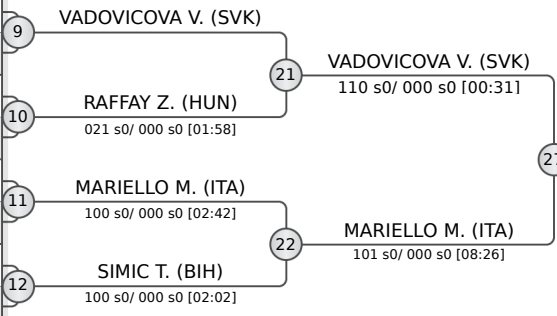 VADOVICOVA V. (SVK)
9
VADOVICOVA V. (SVK)
21
110 s0/ 000 s0 [00:31]
RAFFAY Z. (HUN)
10
021 s0/ 000 s0 [01:58]
27
MARIELLO M. (ITA)
11
100 s0/ 000 s0 [02:42]
MARIELLO M. (ITA)
22
101 s0/ 000 s0 [08:26]
SIMIC T. (BIH)
12
100 s0/ 000 s0 [02:02]